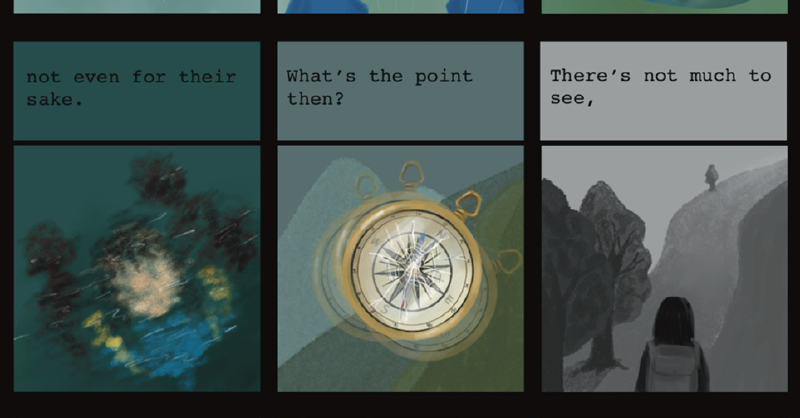 not even for their
sake.
What's the point
then?
There's not much to
see,